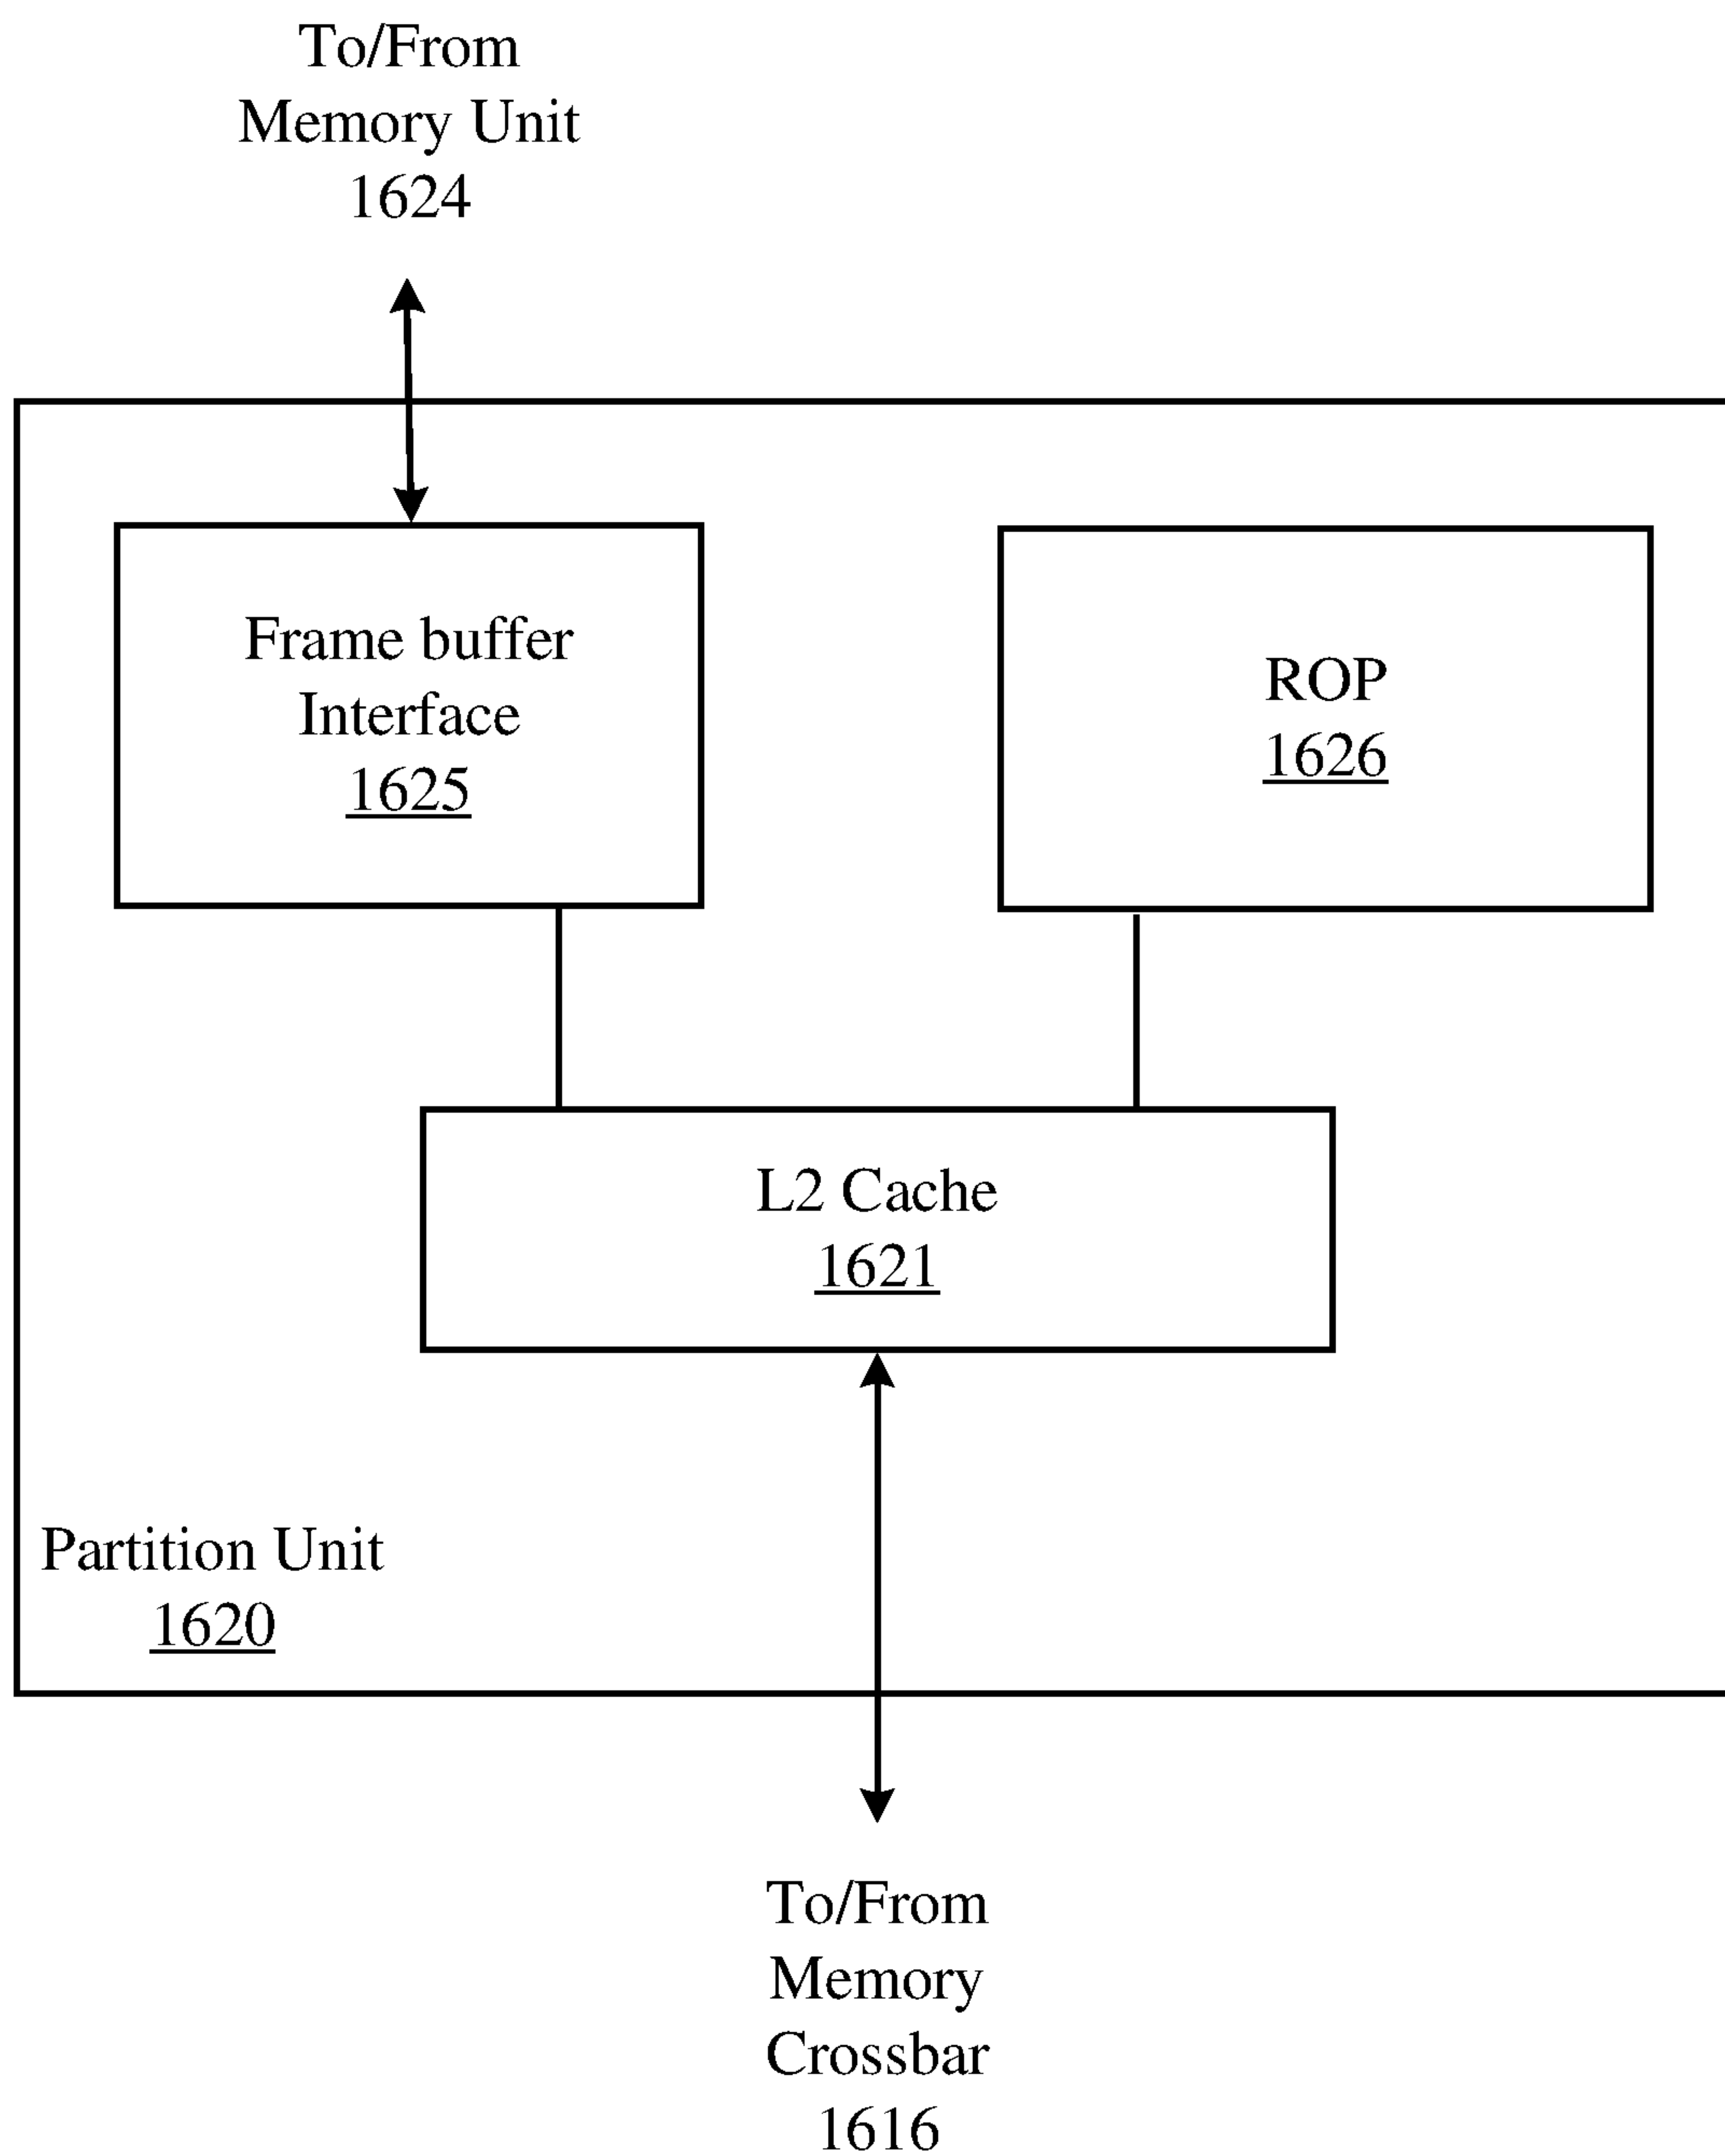 To/From
Memory Unit
1624
Frame buffer
Interface
1625
ROP
1626
L2 Cache
1621
Partition Unit
1620
To/From
Memory
Crossbar
1616